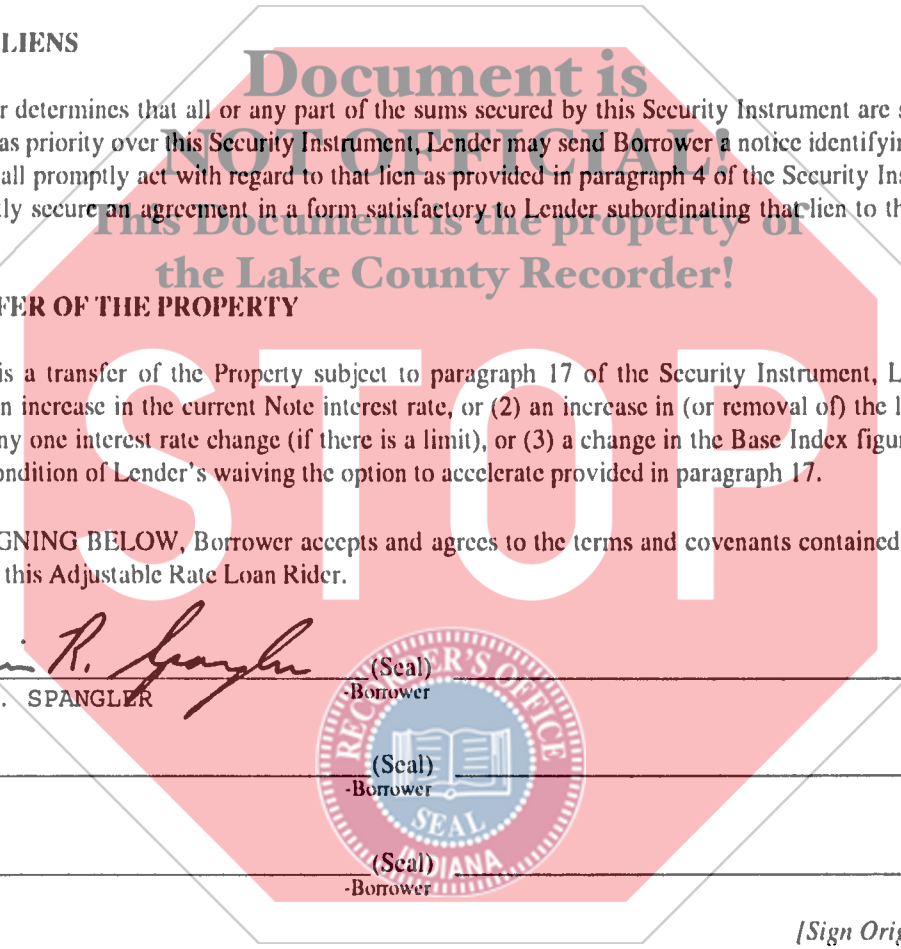 LIENS
Document is
r determines that all or any part of the sums secured by this Security Instrument are s
NOT OFFICIAL!
as priority over this Security Instrument, Lender may send Borrower a notice identifyin
all promptly act with regard to that lien as provided in paragraph 4 of the Security Ins
kly secure an agreement in a form satisfactory to Lender subordinating that lien to th
This Document is the property of
the Lake County Recorder!
FER OF THE PROPERTY
is a transfer of the Property subject to paragraph 17 of the Security Instrument, L
n increase in the current Note interest rate, or (2) an increase in (or removal of) the l
ny one interest rate change (if there is a limit), or (3) a change in the Base Index figur
ondition of Lender's waiving the option to accelerate provided in paragraph 17.
STOP
GNING BELOW, Borrower accepts and agrees to the terms and covenants contained
this Adjustable Rate Loan Rider.
in R. Spangler
(Seal)
. SPANGLER
-Borrower
RECORDER'S OFFICE
(Seal)
-Borrower
SEAL
INDIANA
(Seal)
-Borrower
[Sign Orig